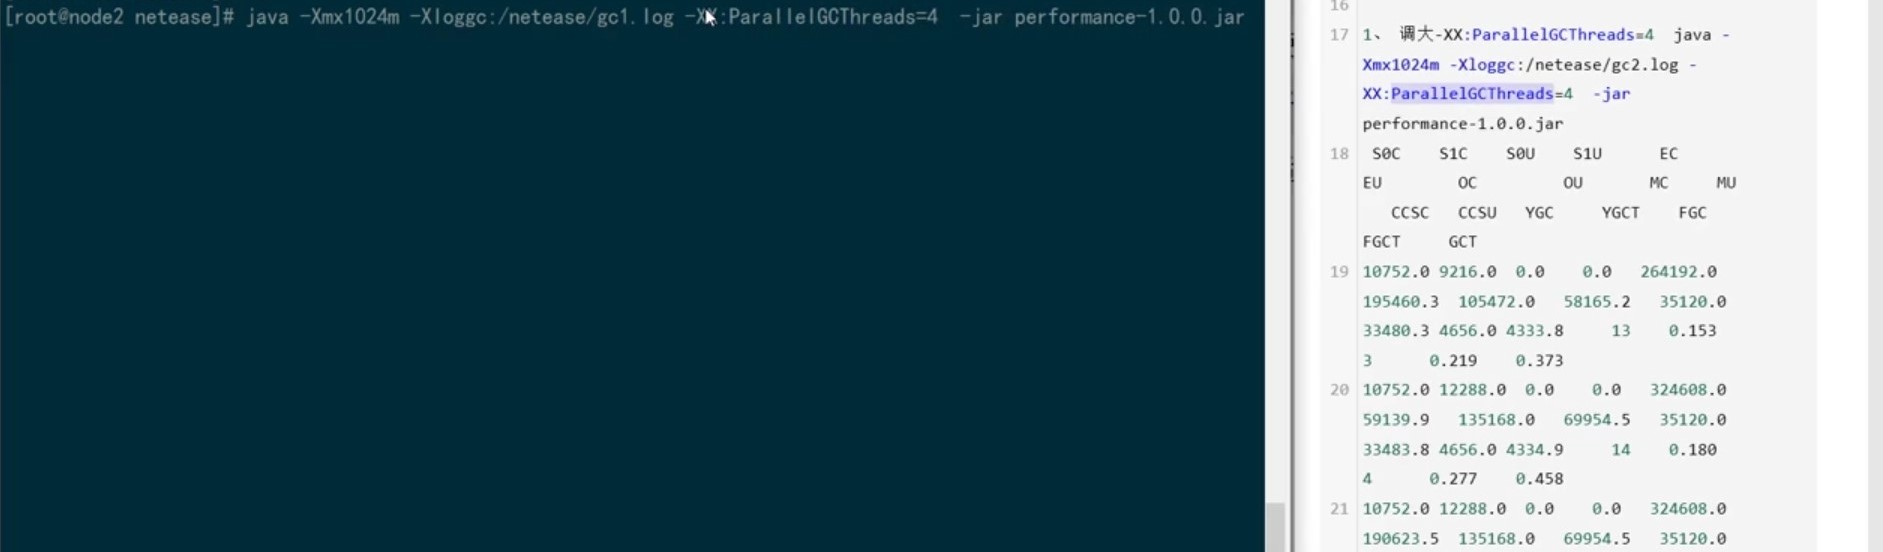 [root@node2 netease]# java -Xmx1024m -Xloggc:/netease/gc1.log -XX:ParallelGCThreads=4  -jar performance-1.0.0.jar
16
17 1、 调大-XX:ParallelGCThreads=4  java -
Xmx1024m -Xloggc:/netease/gc2.log -
XX:ParallelGCThreads=4  -jar
performance-1.0.0.jar
18 S0C S1C S0U S1U EC
EU OC OU MC MU
CCSC CCSU YGC YGCT FGC
FGCT GCT
19 10752.0 9216.0 0.0 0.0 264192.0
195460.3 105472.0 58165.2 35120.0
33480.3 4656.0 4333.8 13 0.153
3 0.219 0.373
20 10752.0 12288.0 0.0 0.0 324608.0
59139.9 135168.0 69954.5 35120.0
33483.8 4656.0 4334.9 14 0.180
4 0.277 0.458
21 10752.0 12288.0 0.0 0.0 324608.0
190623.5 135168.0 69954.5 35120.0